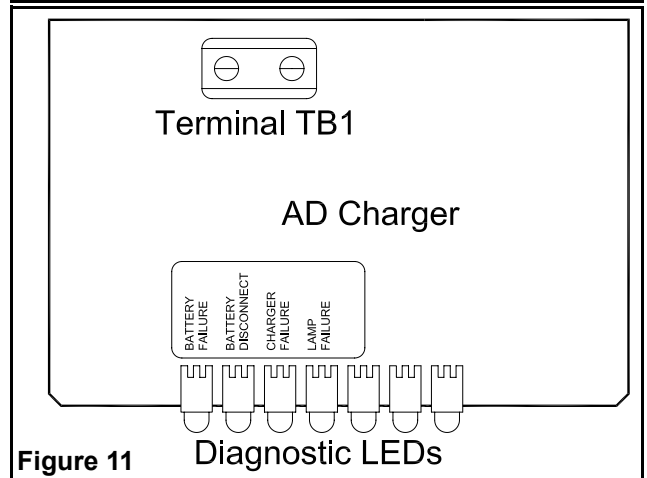 Terminal TB1
AD Charger
BATTERY
FAILURE
BATTERY
DISCONNECT
CHARGER
FAILURE
LAMP
FAILURE
Diagnostic LEDs
Figure 11